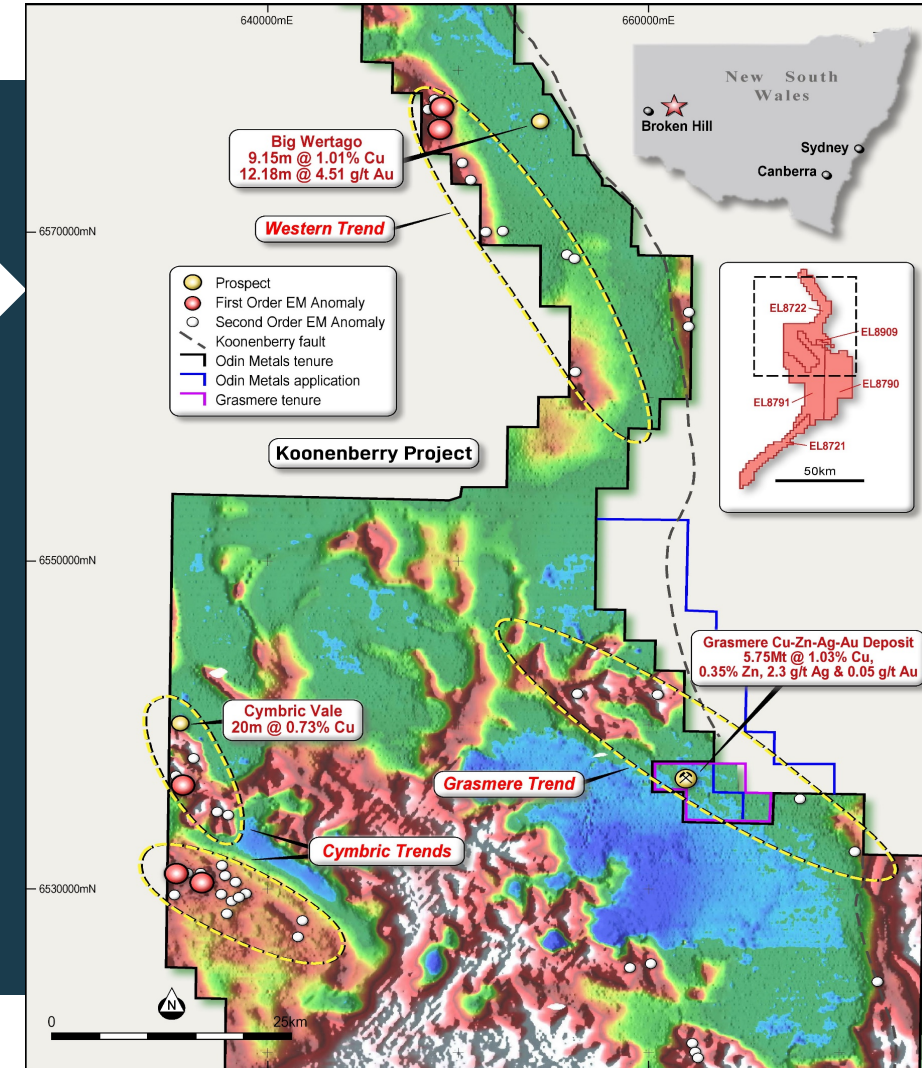 640000mE
660000mE
New South
Wales
Broken Hill
Sydney
Canberra
Big Wertago
9.15m @ 1.01% Cu
12.18m @ 4.51 g/t Au
Western Trend
6570000mN
Prospect
First Order EM Anomaly
Second Order EM Anomaly
Koonenberry fault
Odin Metals tenure
Odin Metals application
Grasmere tenure
EL8722
EL8909
EL8790
EL8791
EL8721
50km
Koonenberry Project
6550000mN
Grasmere Cu-Zn-Ag-Au Deposit
5.75Mt @ 1.03% Cu,
0.35% Zn, 2.3 g/t Ag & 0.05 g/t Au
Cymbric Vale
20m @ 0.73% Cu
Grasmere Trend
Cymbric Trends
6530000mN
N
0
25km